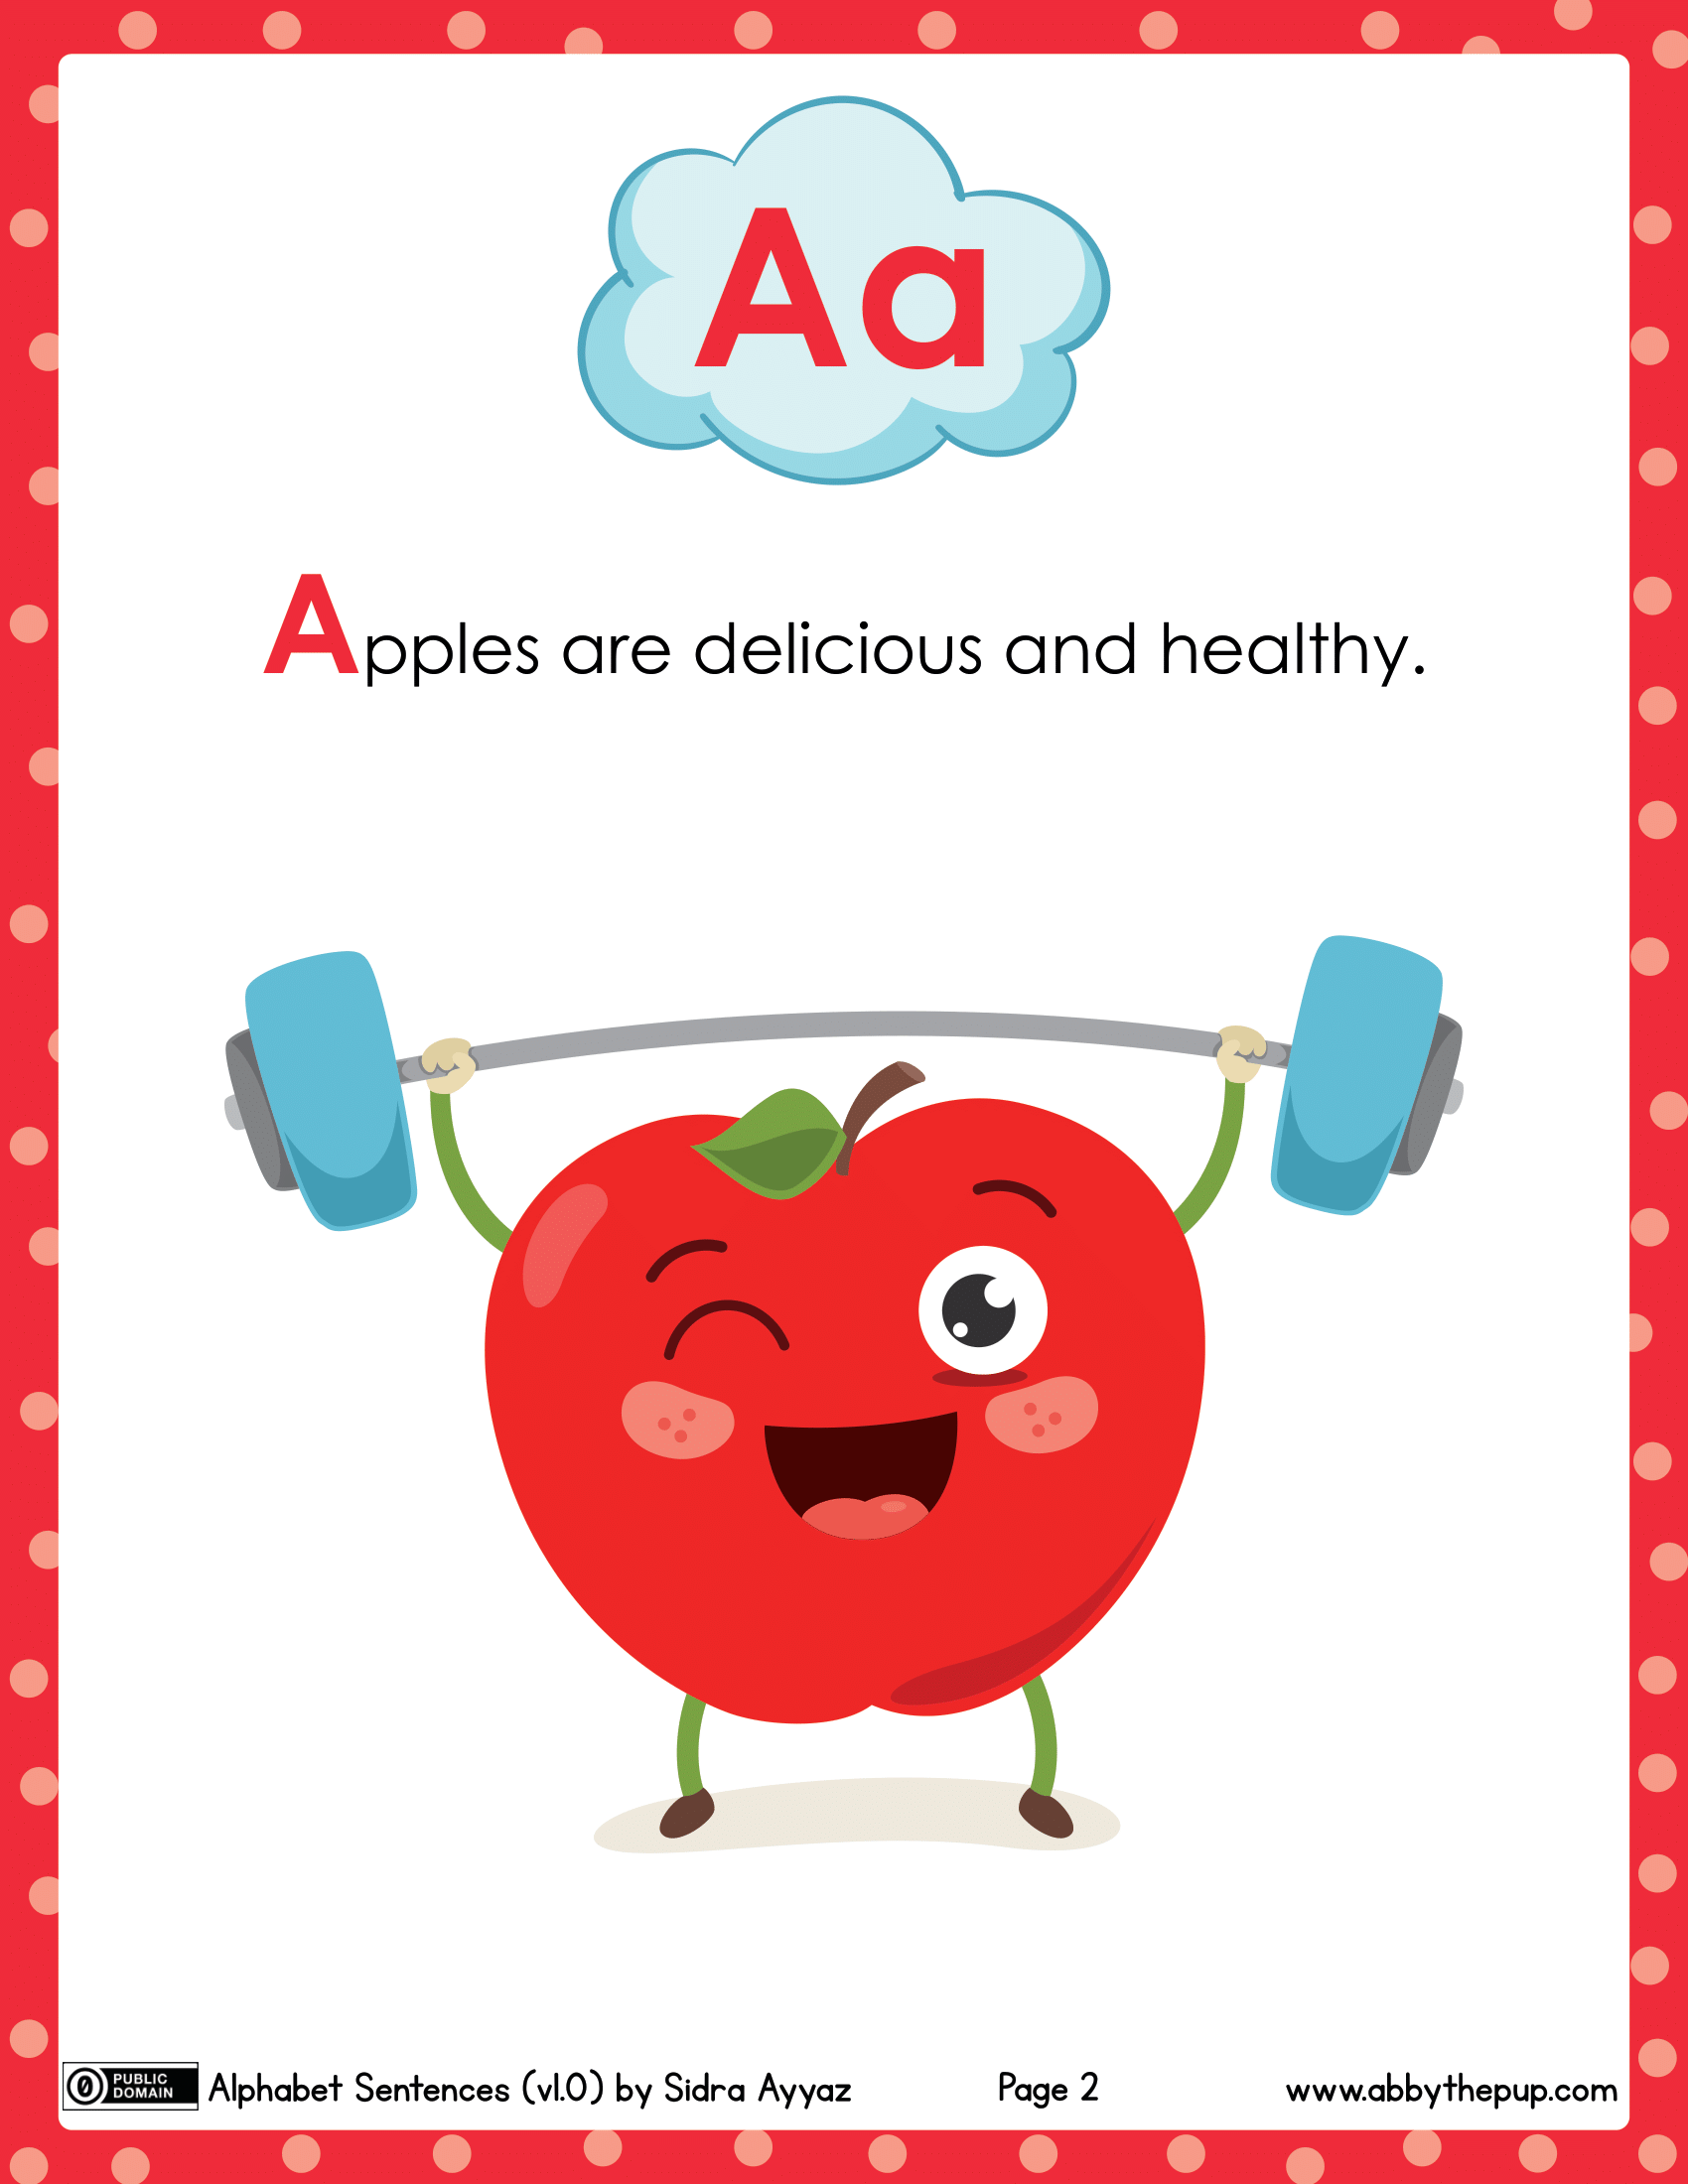 Aa
Apples are delicious and healthy.
0 PUBLIC
DOMAIN
Alphabet Sentences (v1.0) by Sidra Ayyaz
Page 2
www.abbythepup.com